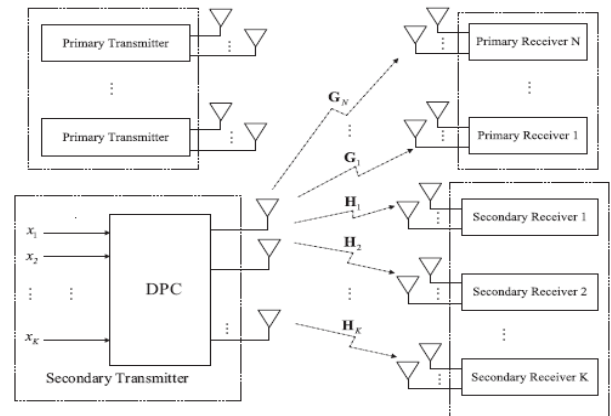 Primary Transmitter
⋮
Primary Transmitter
Primary Receiver N
⋮
Primary Receiver 1
G_N
⋮
G_1
H_1
H_2
⋮
H_K
x_1
x_2
⋮ ⋮
x_K
DPC
⋮
Secondary Transmitter
Secondary Receiver 1
Secondary Receiver 2
⋮
Secondary Receiver K